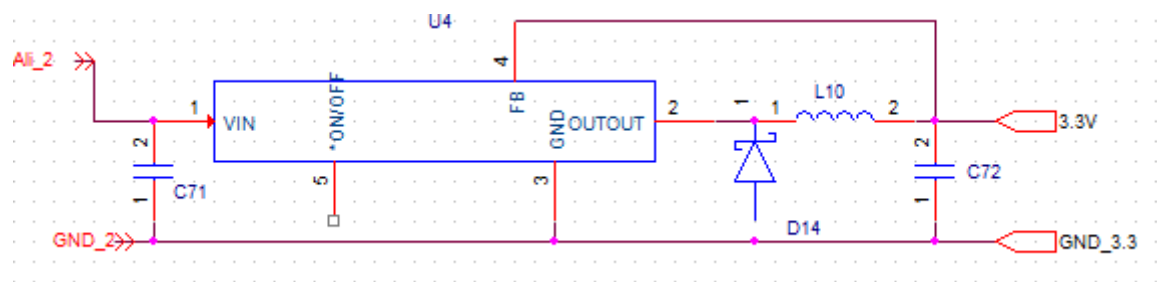 U4
Ali_2
4
1
VIN
*ON/OFF
FB
GND
OUTOUT
2
1
1
L10
2
3.3V
2
C71
1
5
3
D14
2
C72
1
GND_2
GND_3.3